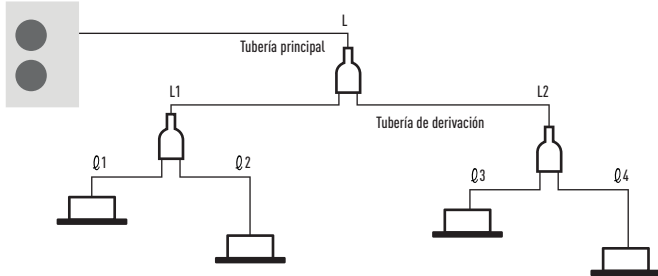 L
Tubería principal
L1
L2
Tubería de derivación
ℓ1
ℓ2
ℓ3
ℓ4